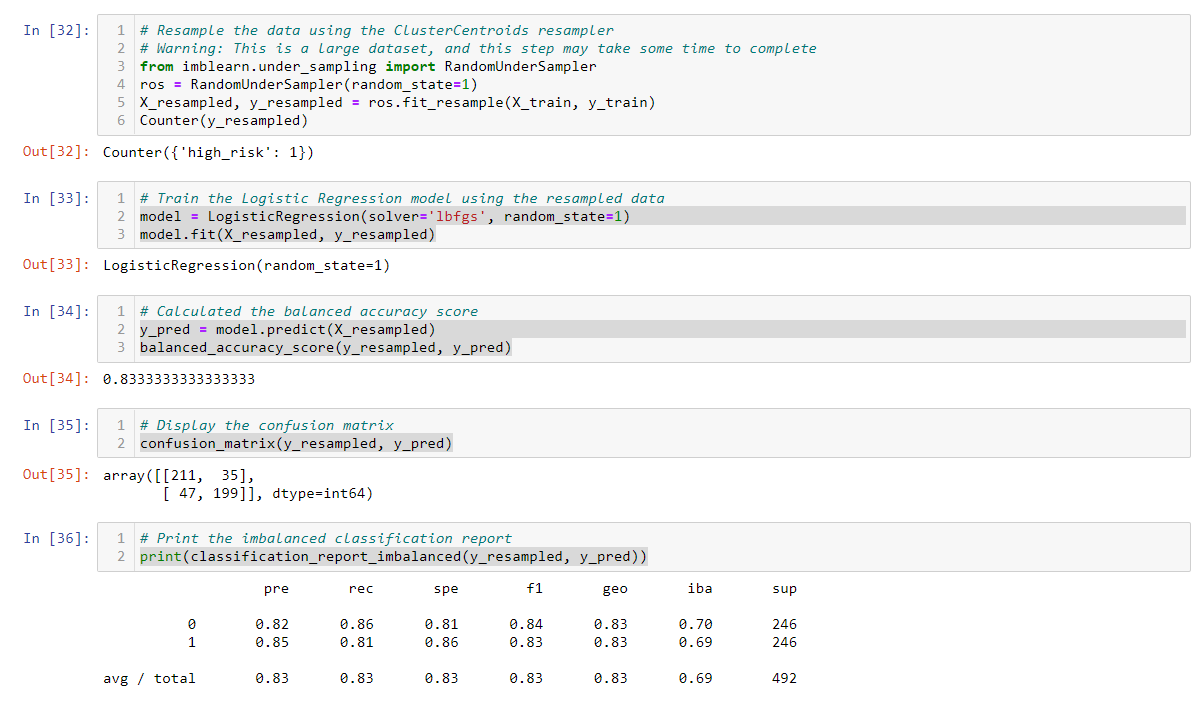 In [32]:
1 # Resample the data using the ClusterCentroids resampler
2 # Warning: This is a large dataset, and this step may take some time to complete
3 from imblearn.under_sampling import RandomUnderSampler
4 ros = RandomUnderSampler(random_state=1)
5 X_resampled, y_resampled = ros.fit_resample(X_train, y_train)
6 Counter(y_resampled)
Out[32]: Counter({'high_risk': 1})
In [33]:
1 # Train the Logistic Regression model using the resampled data
2 model = LogisticRegression(solver='lbfgs', random_state=1)
3 model.fit(X_resampled, y_resampled)
Out[33]: LogisticRegression(random_state=1)
In [34]:
1 # Calculated the balanced accuracy score
2 y_pred = model.predict(X_resampled)
3 balanced_accuracy_score(y_resampled, y_pred)
Out[34]: 0.8333333333333333
In [35]:
1 # Display the confusion matrix
2 confusion_matrix(y_resampled, y_pred)
Out[35]: array([[211,  35],
       [ 47, 199]], dtype=int64)
In [36]:
1 # Print the imbalanced classification report
2 print(classification_report_imbalanced(y_resampled, y_pred))
pre rec spe f1 geo iba sup
0 0.82 0.86 0.81 0.84 0.83 0.70 246
1 0.85 0.81 0.86 0.83 0.83 0.69 246
avg / total 0.83 0.83 0.83 0.83 0.83 0.69 492